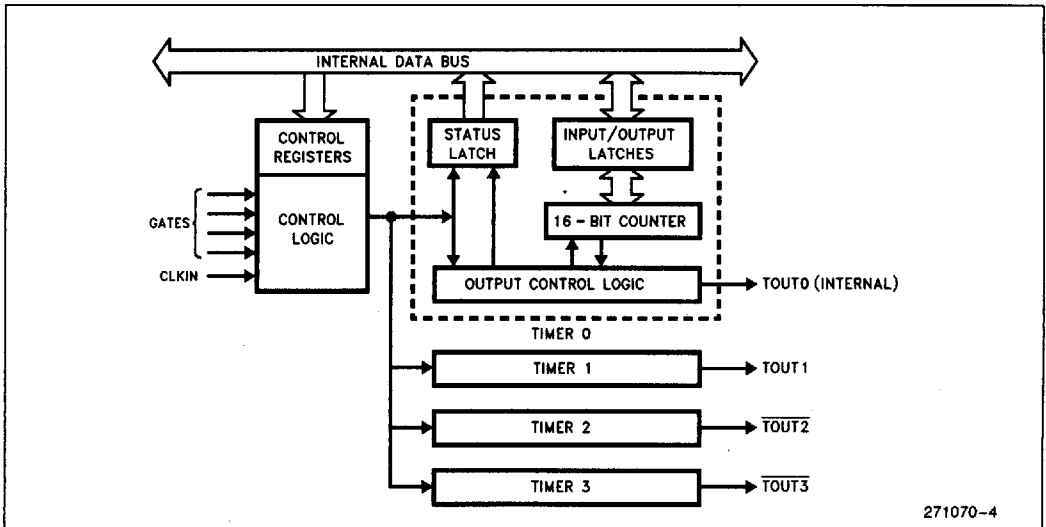 INTERNAL DATA BUS
CONTROL
REGISTERS
CONTROL
LOGIC
GATES
CLKIN
STATUS
LATCH
INPUT/OUTPUT
LATCHES
16-BIT COUNTER
OUTPUT CONTROL LOGIC
TOUT0 (INTERNAL)
TIMER 0
TIMER 1
TOUT1
TIMER 2
TOUT2
TIMER 3
TOUT3
271070-4